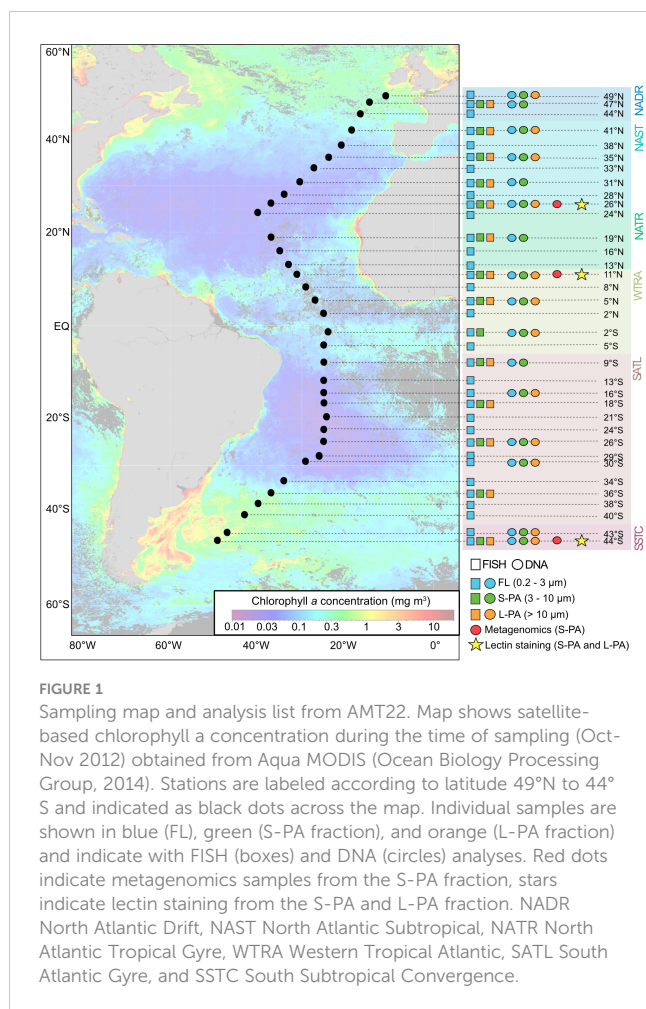 60°N
40°N
20°N
EQ
20°S
40°S
60°S
80°W
60°W
40°W
20°W
0°
Chlorophyll a concentration (mg m³)
0.01 0.03 0.1 0.3 1 3 10
49°N
47°N
44°N
41°N
38°N
35°N
33°N
31°N
28°N
26°N
24°N
19°N
16°N
13°N
11°N
8°N
5°N
2°N
2°S
5°S
9°S
13°S
16°S
18°S
21°S
24°S
26°S
29°S
30°S
34°S
36°S
38°S
40°S
43°S
44°S
NADR
NAST
NATR
WTRA
SATL
SSTC
FISH DNA
FL (0.2 - 3 µm)
S-PA (3 - 10 µm)
L-PA (> 10 µm)
Metagenomics (S-PA)
Lectin staining (S-PA and L-PA)
FIGURE 1
Sampling map and analysis list from AMT22. Map shows satellite-
based chlorophyll a concentration during the time of sampling (Oct-
Nov 2012) obtained from Aqua MODIS (Ocean Biology Processing
Group, 2014). Stations are labeled according to latitude 49°N to 44°
S and indicated as black dots across the map. Individual samples are
shown in blue (FL), green (S-PA fraction), and orange (L-PA fraction)
and indicate with FISH (boxes) and DNA (circles) analyses. Red dots
indicate metagenomics samples from the S-PA fraction, stars
indicate lectin staining from the S-PA and L-PA fraction. NADR
North Atlantic Drift, NAST North Atlantic Subtropical, NATR North
Atlantic Tropical Gyre, WTRA Western Tropical Atlantic, SATL South
Atlantic Gyre, and SSTC South Subtropical Convergence.